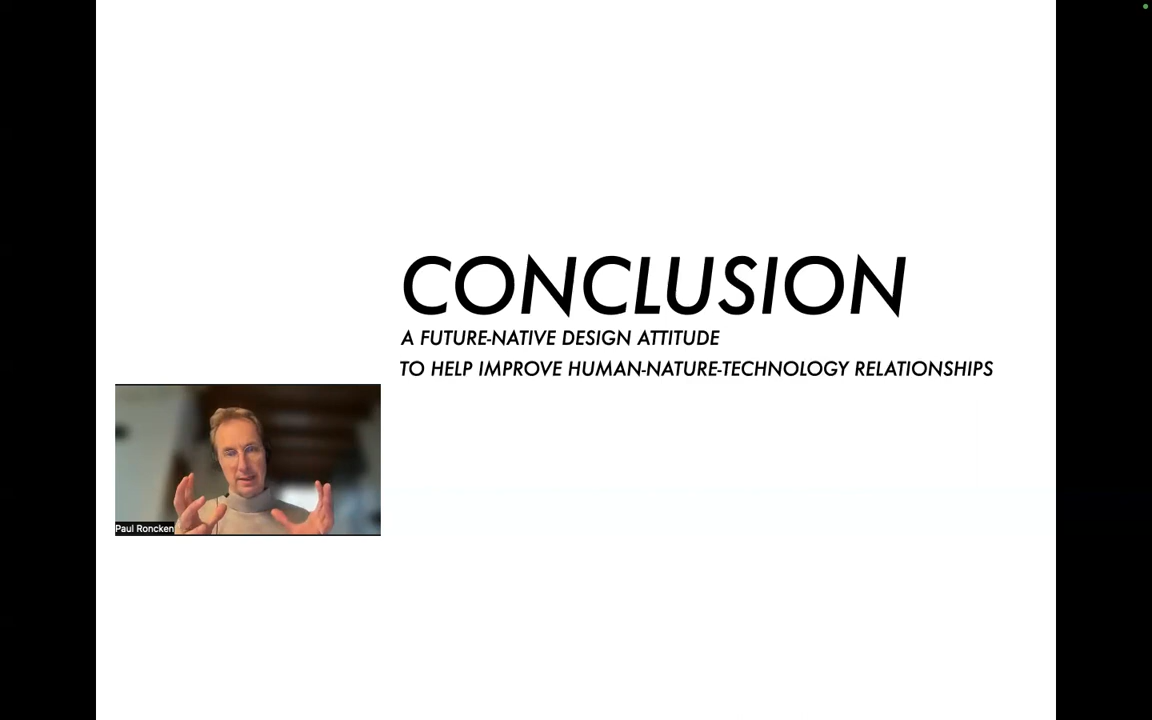 CONCLUSION
A FUTURE-NATIVE DESIGN ATTITUDE
TO HELP IMPROVE HUMAN-NATURE-TECHNOLOGY RELATIONSHIPS
Paul Roncken